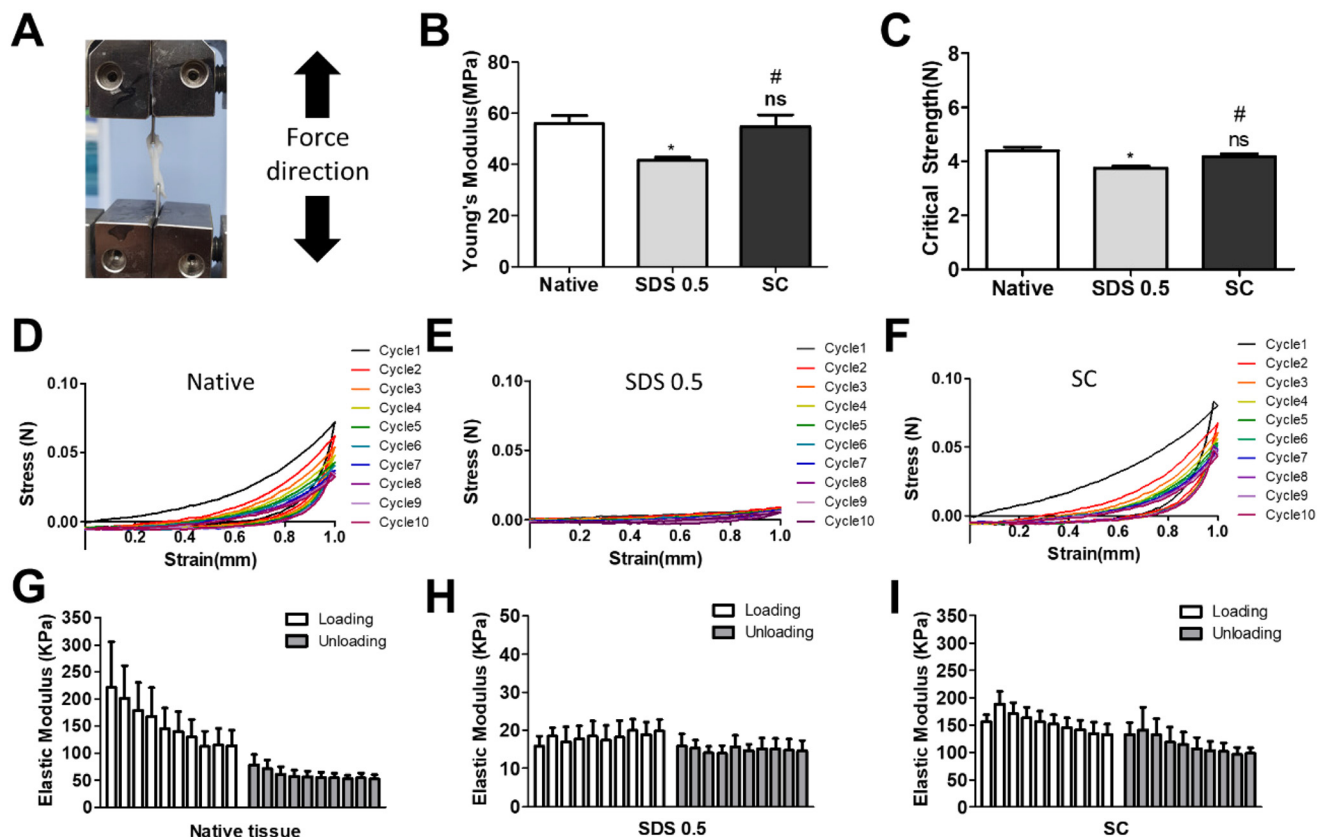 A
Force
direction
B
Young's Modulus(MPa)
80
60
40
20
0
*
#
ns
Native
SDS 0.5
SC
C
Critical Strength(N)
8
6
4
2
0
*
#
ns
Native
SDS 0.5
SC
D
Native
Stress (N)
0.10
0.05
0.00
0.2
0.4
0.6
0.8
1.0
Strain(mm)
Cycle1
Cycle2
Cycle3
Cycle4
Cycle5
Cycle6
Cycle7
Cycle8
Cycle9
Cycle10
E
SDS 0.5
Stress (N)
0.10
0.05
0.00
0.2
0.4
0.6
0.8
1.0
Strain(mm)
Cycle1
Cycle2
Cycle3
Cycle4
Cycle5
Cycle6
Cycle7
Cycle8
Cycle9
Cycle10
F
SC
Stress (N)
0.10
0.05
0.00
0.2
0.4
0.6
0.8
1.0
Strain(mm)
Cycle1
Cycle2
Cycle3
Cycle4
Cycle5
Cycle6
Cycle7
Cycle8
Cycle9
Cycle10
G
Elastic Modulus (KPa)
350
300
250
200
150
100
50
0
Loading
Unloading
Native tissue
H
Elastic Modulus (KPa)
50
40
30
20
10
0
Loading
Unloading
SDS 0.5
I
Elastic Modulus (KPa)
350
300
250
200
150
100
50
0
Loading
Unloading
SC